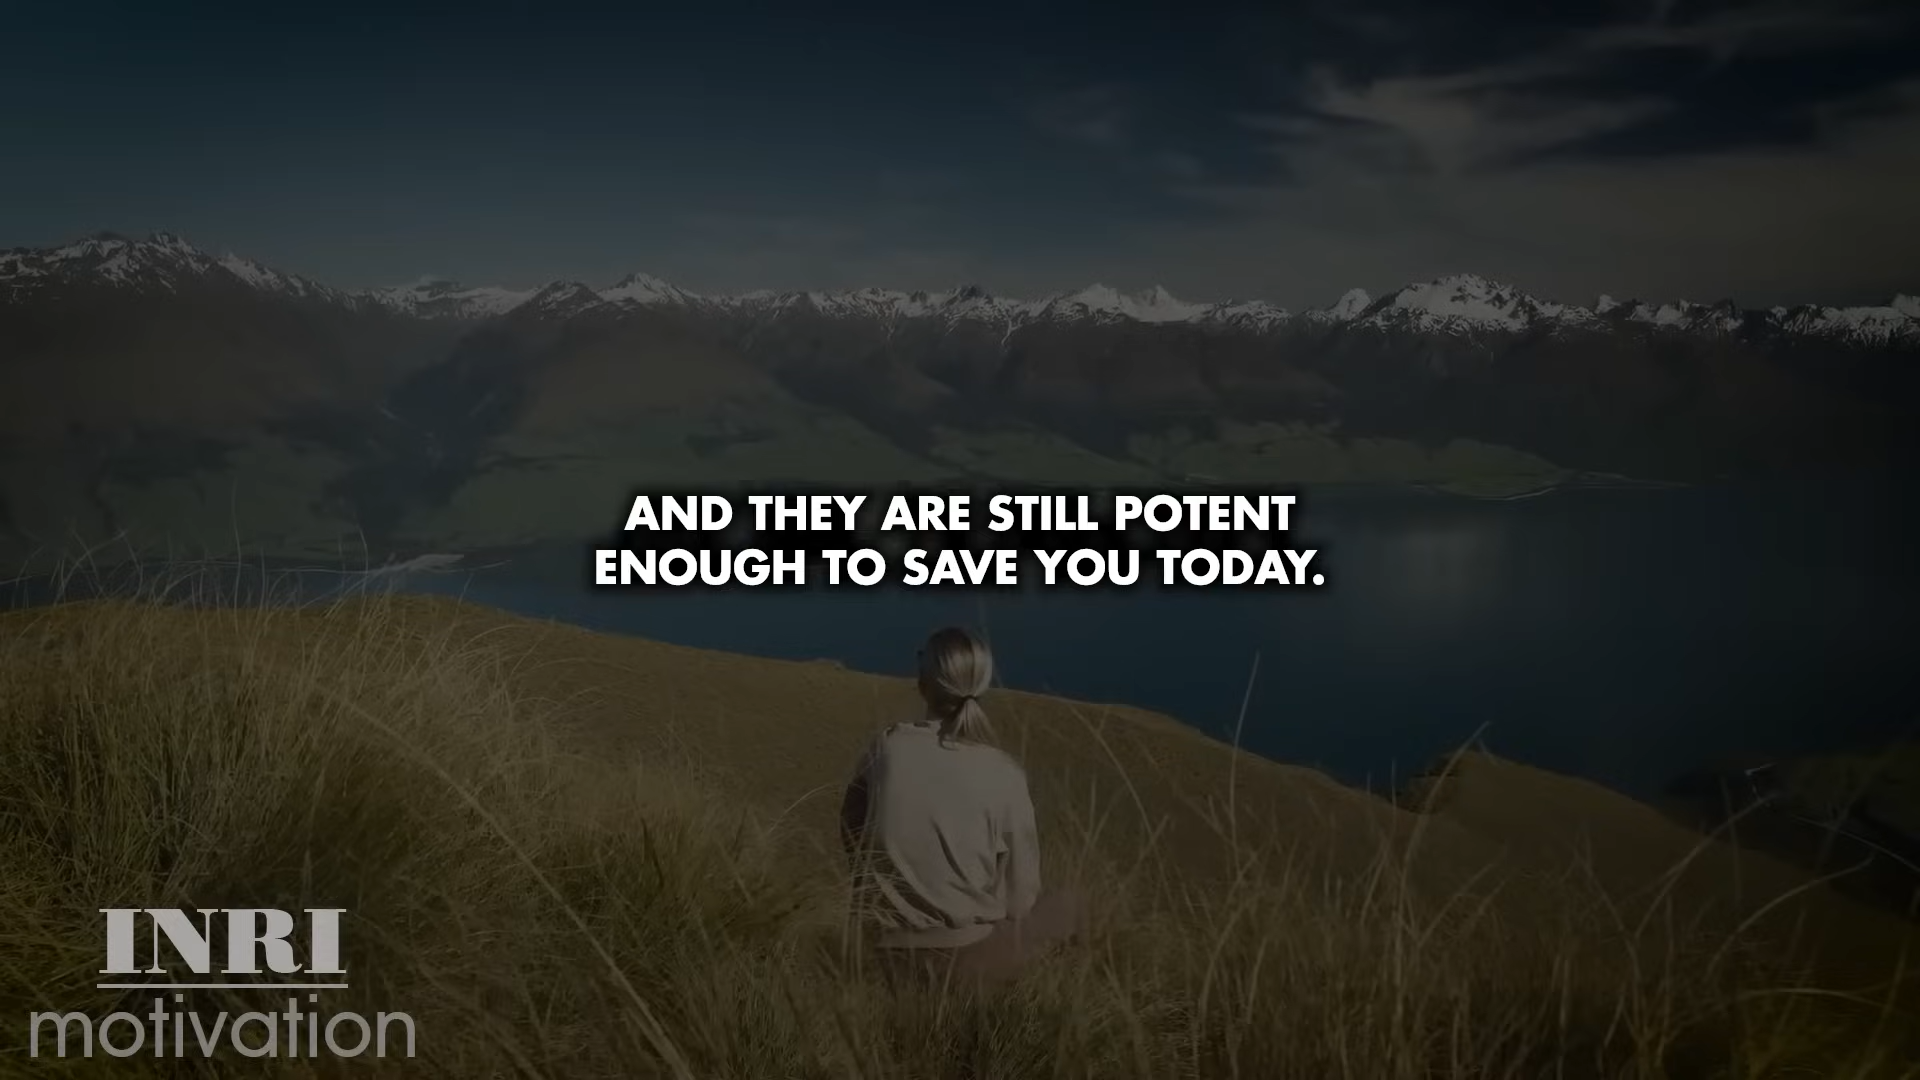 AND THEY ARE STILL POTENT
ENOUGH TO SAVE YOU TODAY.
INRI
motivation